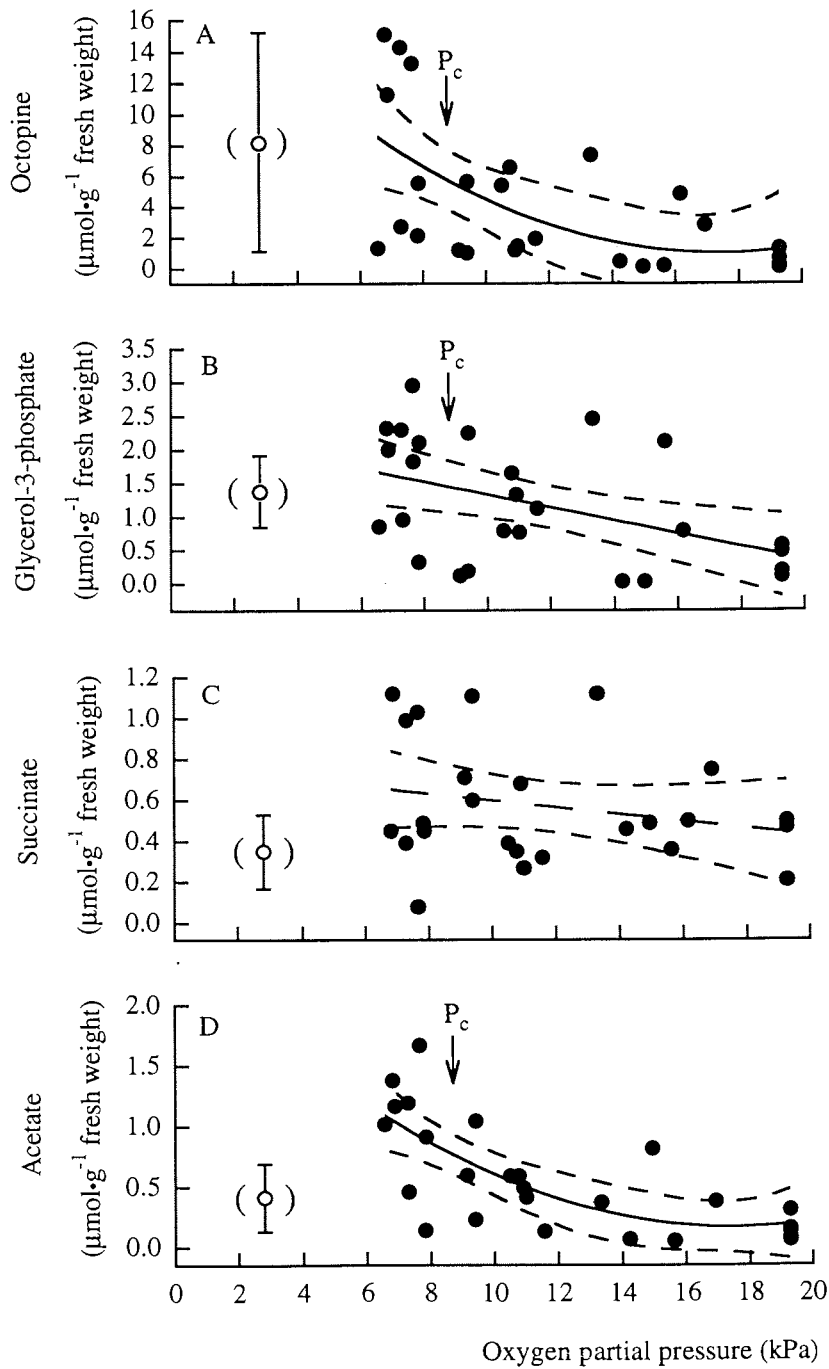 A
P_c
16
14
12
10
8
6
4
2
0
Octopine
(µmol•g⁻¹ fresh weight)
( )
B
P_c
3.5
3.0
2.5
2.0
1.5
1.0
0.5
0.0
Glycerol-3-phosphate
(µmol•g⁻¹ fresh weight)
( )
C
1.2
1.0
0.8
0.6
0.4
0.2
0.0
Succinate
(µmol•g⁻¹ fresh weight)
( )
D
P_c
2.0
1.5
1.0
0.5
0.0
Acetate
(µmol•g⁻¹ fresh weight)
( )
0 2 4 6 8 10 12 14 16 18 20
Oxygen partial pressure (kPa)